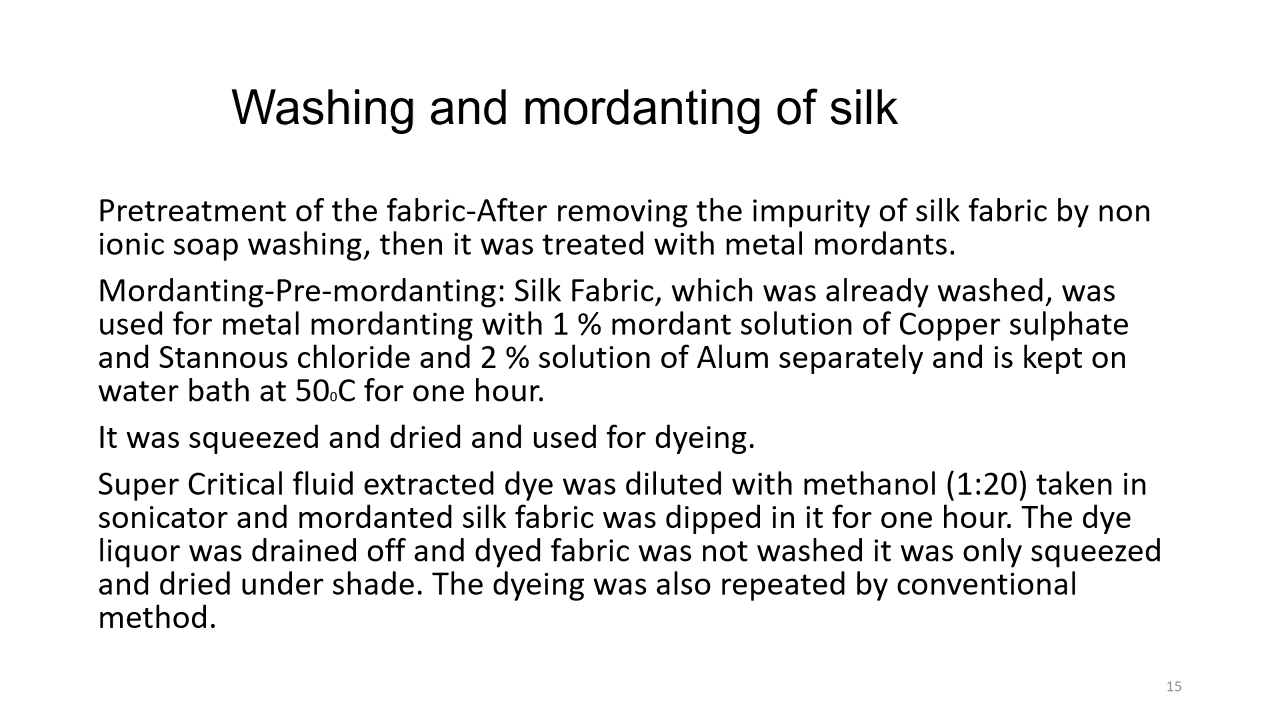 Washing and mordanting of silk
Pretreatment of the fabric-After removing the impurity of silk fabric by non
ionic soap washing, then it was treated with metal mordants.
Mordanting-Pre-mordanting: Silk Fabric, which was already washed, was
used for metal mordanting with 1 % mordant solution of Copper sulphate
and Stannous chloride and 2 % solution of Alum separately and is kept on
water bath at 50₀C for one hour.
It was squeezed and dried and used for dyeing.
Super Critical fluid extracted dye was diluted with methanol (1:20) taken in
sonicator and mordanted silk fabric was dipped in it for one hour. The dye
liquor was drained off and dyed fabric was not washed it was only squeezed
and dried under shade. The dyeing was also repeated by conventional
method.
15